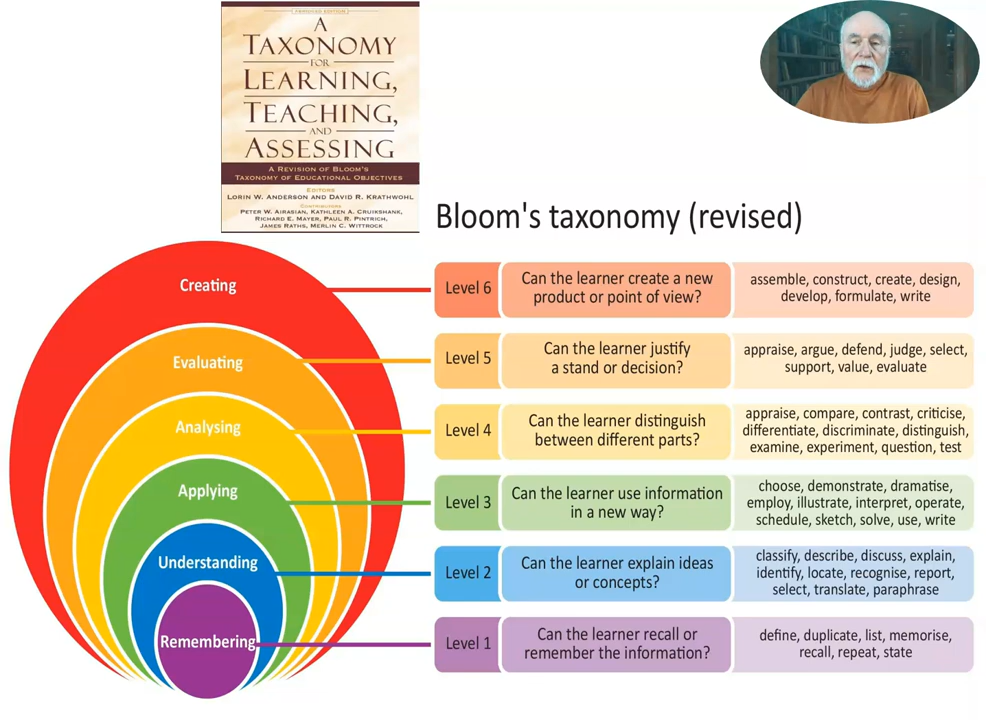 ABRIDGED EDITION
A
TAXONOMY
FOR
LEARNING,
TEACHING,
AND
ASSESSING
A REVISION OF BLOOM'S
TAXONOMY OF EDUCATIONAL OBJECTIVES
EDITORS
LORIN W. ANDERSON AND DAVID R. KRATHWOHL
CONTRIBUTORS
PETER W. AIRASIAN, KATHLEEN A. CRUIKSHANK,
RICHARD E. MAYER, PAUL R. PINTRICH,
JAMES RATHS, MERLIN C. WITTROCK
Bloom's taxonomy (revised)
Creating
Level 6
Can the learner create a new
product or point of view?
assemble, construct, create, design,
develop, formulate, write
Evaluating
Level 5
Can the learner justify
a stand or decision?
appraise, argue, defend, judge, select,
support, value, evaluate
Analysing
Level 4
Can the learner distinguish
between different parts?
appraise, compare, contrast, criticise,
differentiate, discriminate, distinguish,
examine, experiment, question, test
Applying
Level 3
Can the learner use information
in a new way?
choose, demonstrate, dramatise,
employ, illustrate, interpret, operate,
schedule, sketch, solve, use, write
Understanding
Level 2
Can the learner explain ideas
or concepts?
classify, describe, discuss, explain,
identify, locate, recognise, report,
select, translate, paraphrase
Remembering
Level 1
Can the learner recall or
remember the information?
define, duplicate, list, memorise,
recall, repeat, state